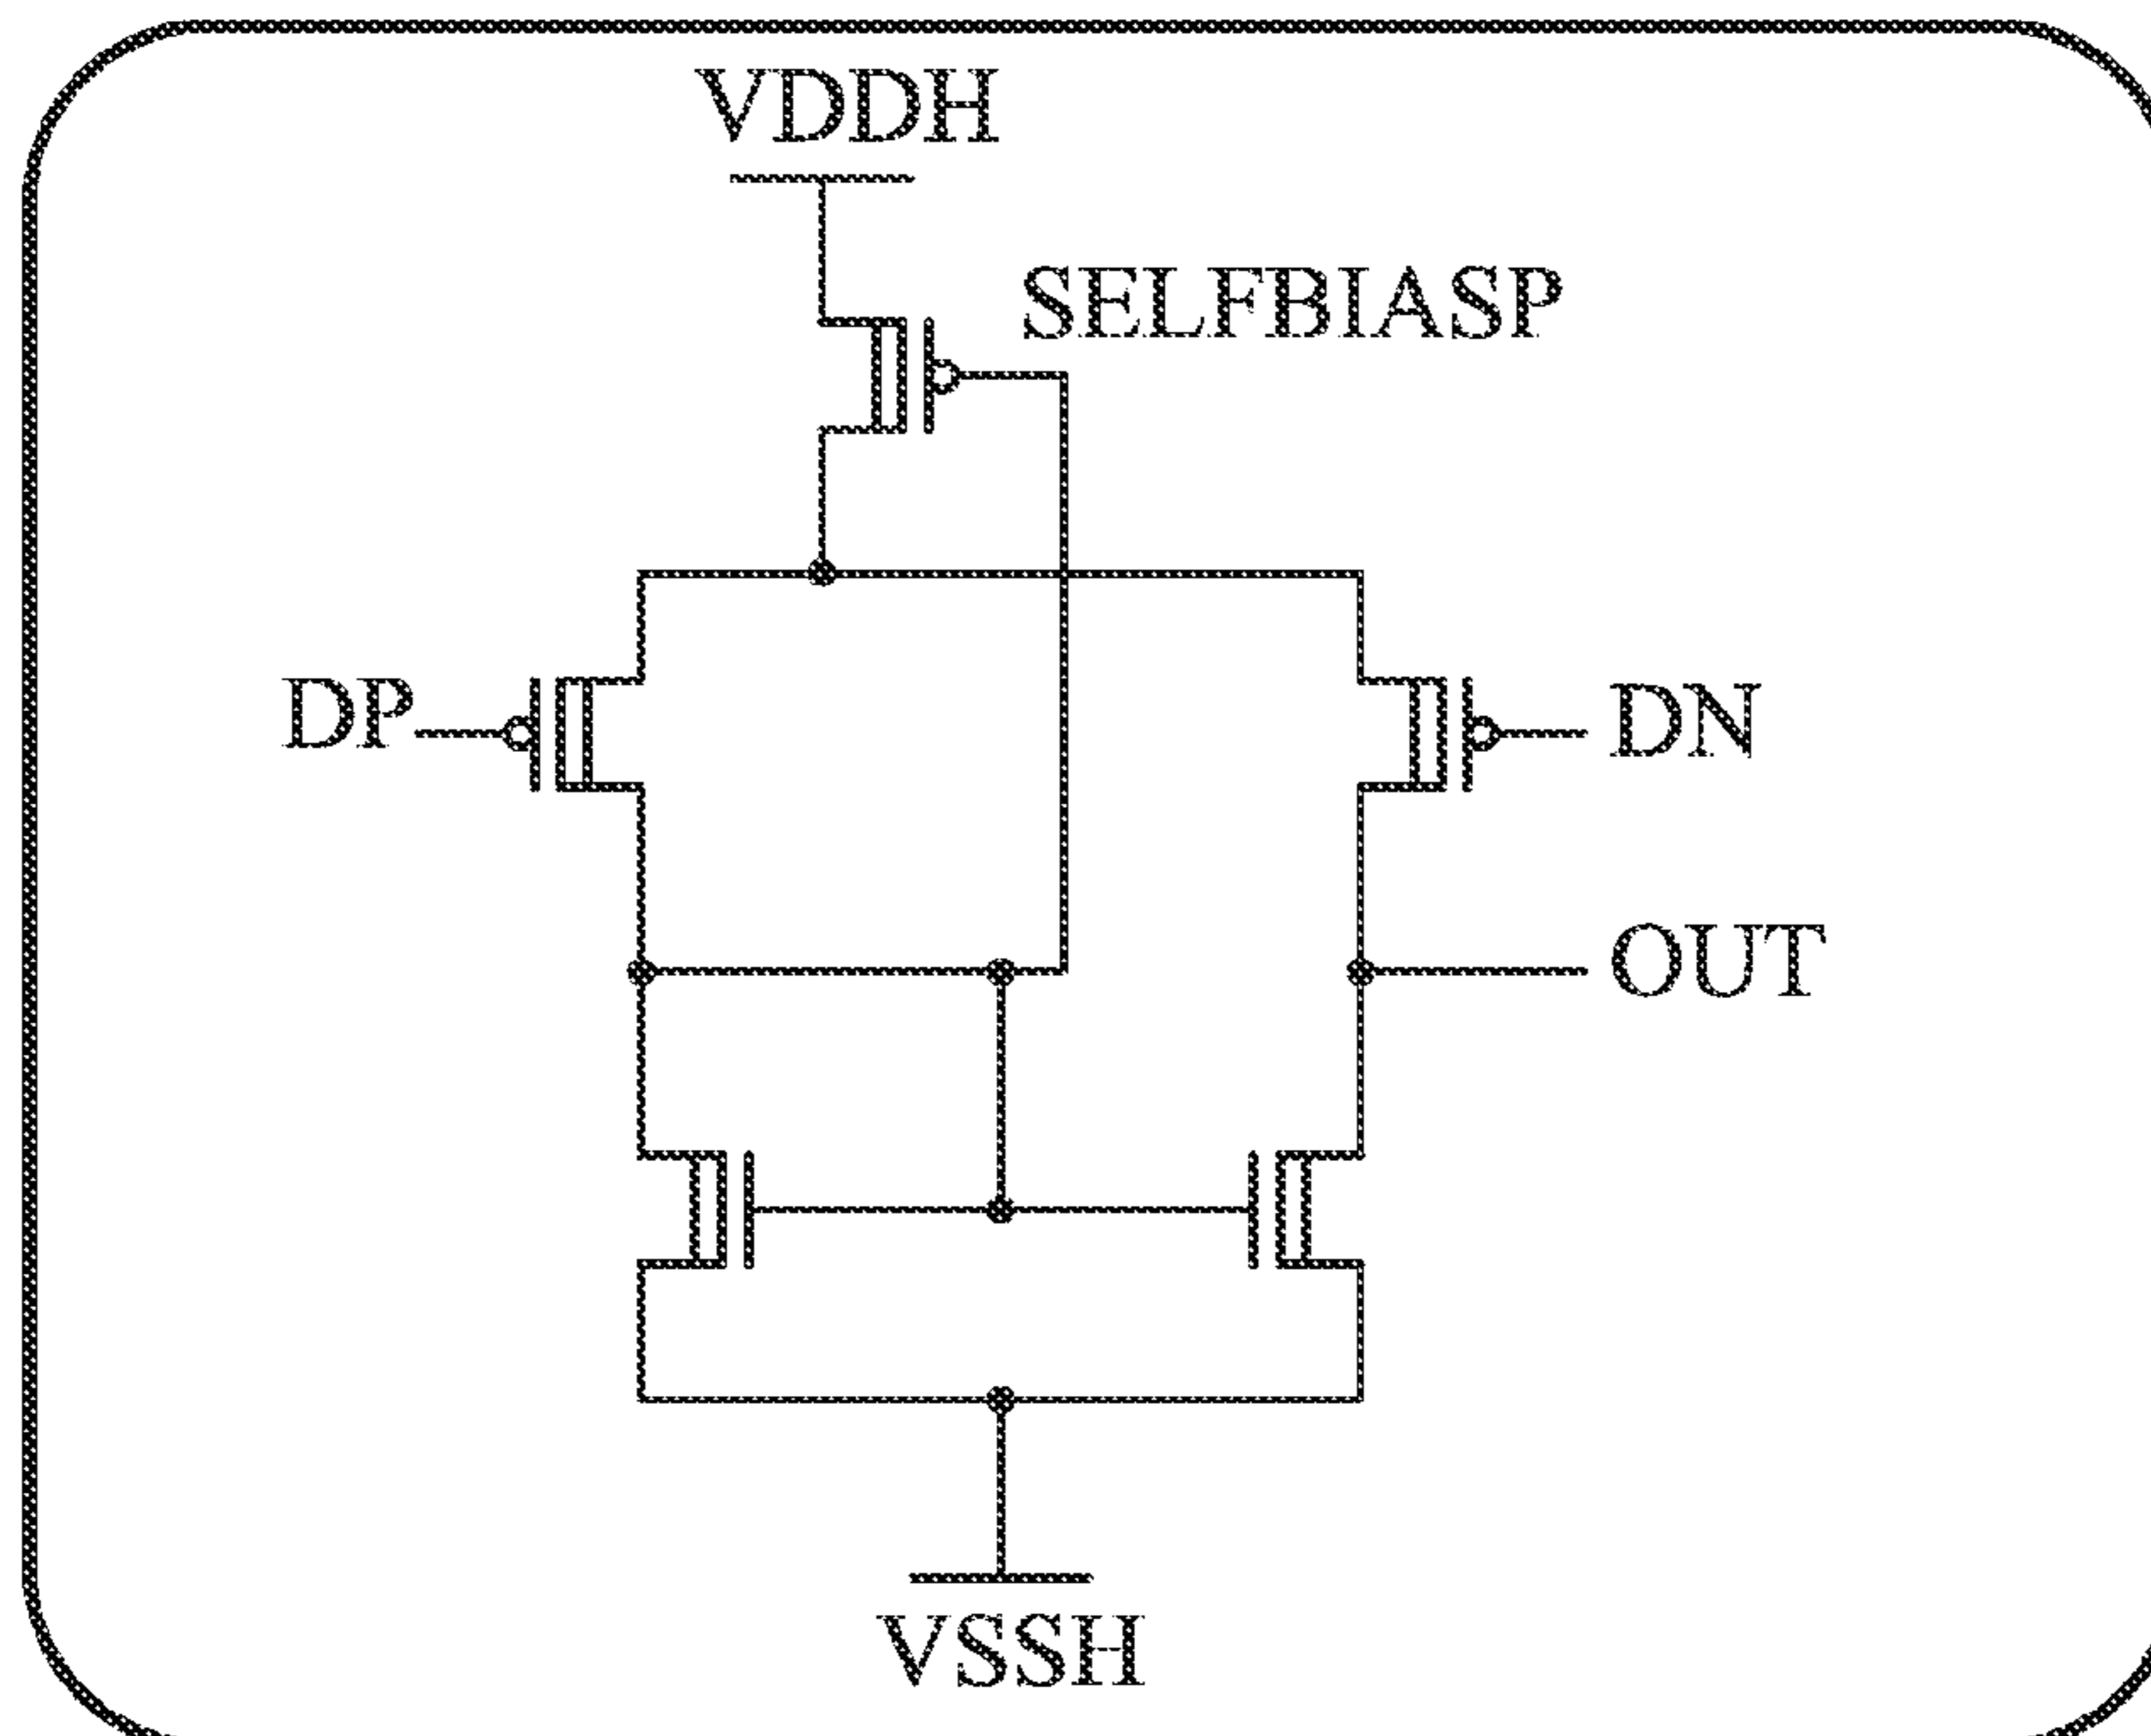 VDDH
SELFBIASP
DP
DN
OUT
VSSH